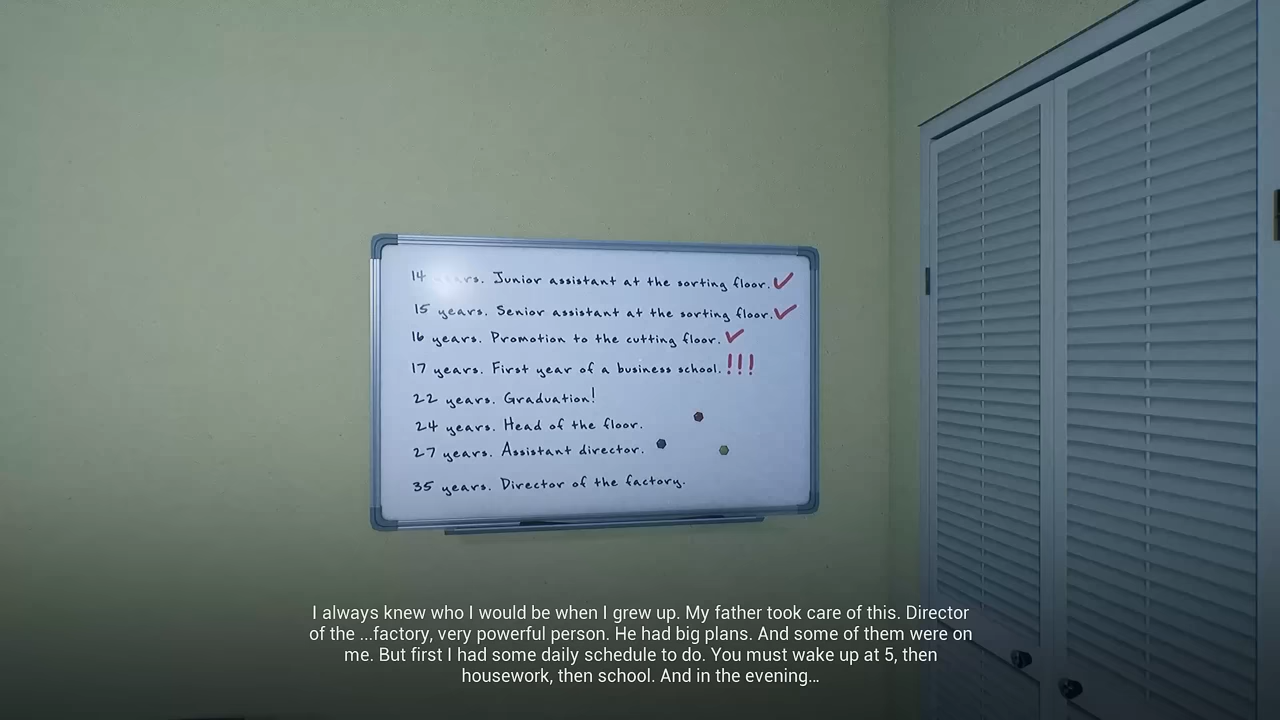 14 years. Junior assistant at the sorting floor.
15 years. Senior assistant at the sorting floor.
16 years. Promotion to the cutting floor.
17 years. First year of a business school.!!!
22 years. Graduation!
24 years. Head of the floor.
27 years. Assistant director.
35 years. Director of the factory.
I always knew who I would be when I grew up. My father took care of this. Director
of the ...factory, very powerful person. He had big plans. And some of them were on
me. But first I had some daily schedule to do. You must wake up at 5, then
housework, then school. And in the evening...